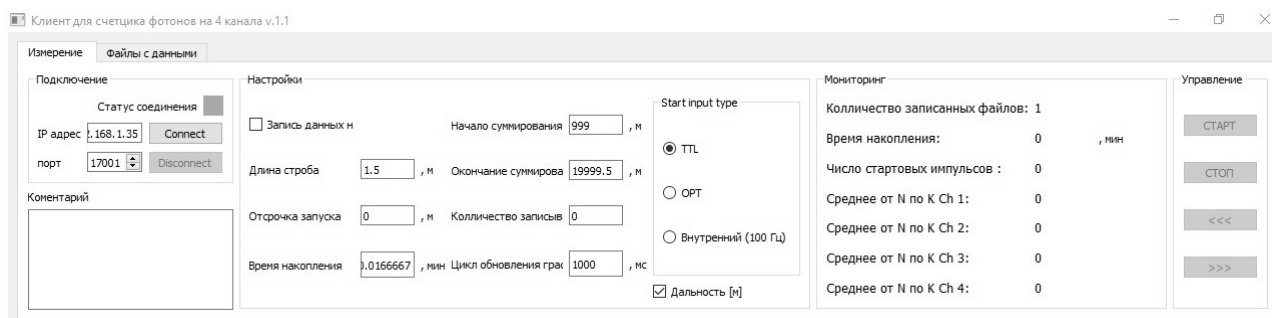 Клиент для счетцика фотонов на 4 канала v.1.1
Измерение
Файлы с данными
Подключение
Статус соединения
IP адрес 2.168.1.35 Connect
порт 17001 Disconnect
Коментарий
Настройки
Запись данных н
Начало суммирования 999 , м
Длина строба 1.5 , м
Окончание суммирова 19999.5 , м
Отсрочка запуска 0 , м
Колличество записыв 0
Время накопления 0.0166667 , мин
Цикл обновления граф 1000 , мс
Start input type
TTL
OPT
Внутренний (100 Гц)
Дальность [м]
Мониторинг
Колличество записанных файлов: 1
Время накопления: 0 , мин
Число стартовых импульсов : 0
Среднее от N по K Ch 1: 0
Среднее от N по K Ch 2: 0
Среднее от N по K Ch 3: 0
Среднее от N по K Ch 4: 0
Управление
СТАРТ
СТОП
<<<
>>>